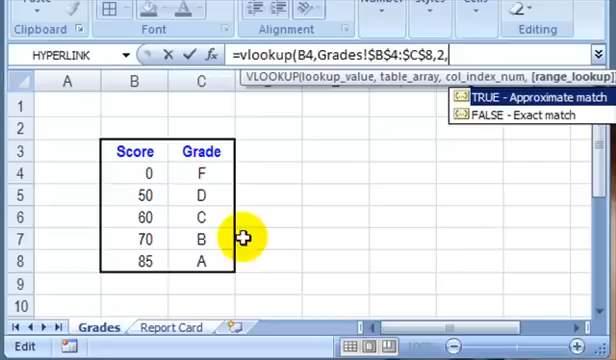 Clipboard
Font
Styles
Editing
HYPERLINK
=vlookup(B4,Grades!$B$4:$C$8,2,
VLOOKUP(lookup_value, table_array, col_index_num, [range_lookup])
TRUE - Approximate match
FALSE - Exact match
A B C
1
2
3 Score Grade
4 0 F
5 50 D
6 60 C
7 70 B
8 85 A
9
10
Grades Report Card
Edit